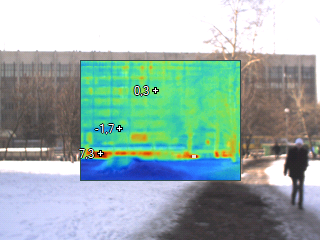 0,3 +
-1,7 +
7,3 +